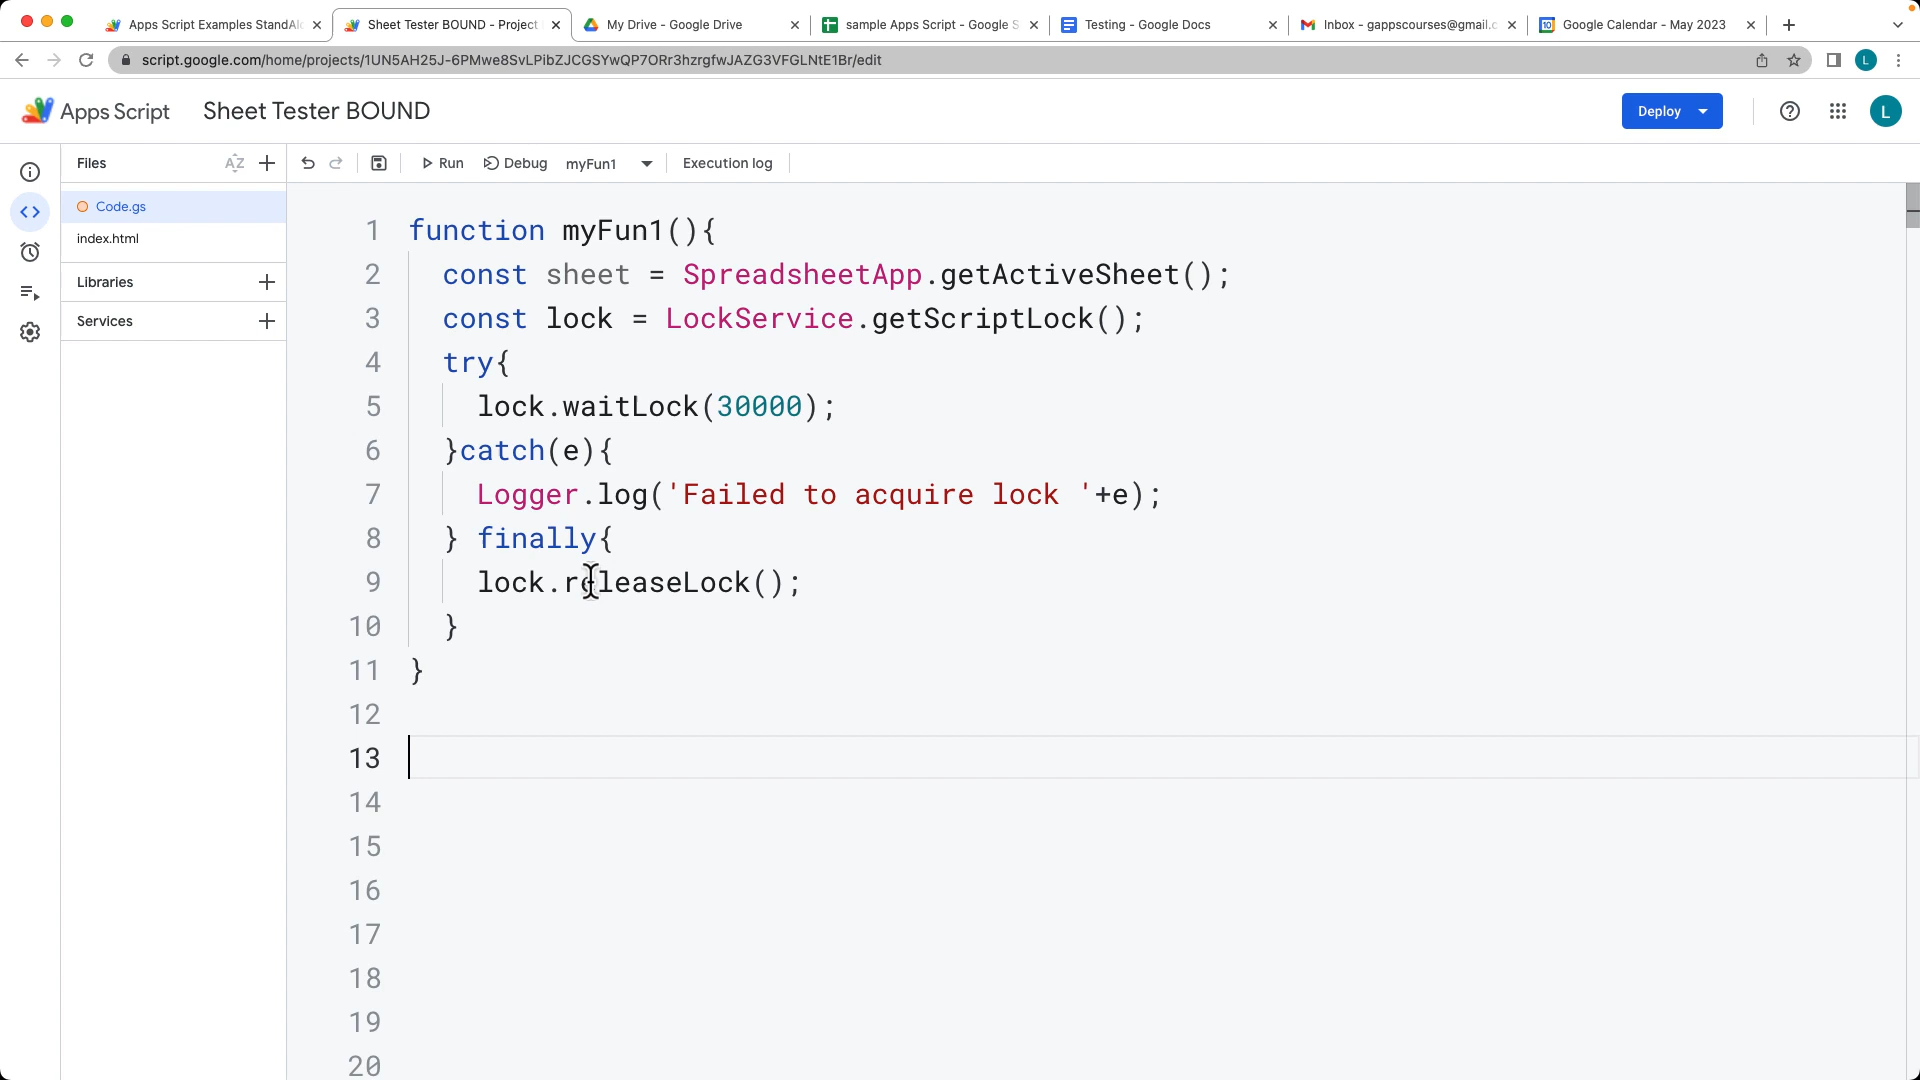 Apps Script Examples StandAl
Sheet Tester BOUND - Project
My Drive - Google Drive
sample Apps Script - Google S
Testing - Google Docs
Inbox - gappscourses@gmail.c
Google Calendar - May 2023
script.google.com/home/projects/1UN5AH25J-6PMwe8SvLPibZJCGSYwQP7ORr3hzrgfwJAZG3VFGLNtE1Br/edit
L
Apps Script
Sheet Tester BOUND
Deploy
L
Files
AZ
Run
Debug
myFun1
Execution log
Code.gs
index.html
Libraries
Services
1 function myFun1(){
2 const sheet = SpreadsheetApp.getActiveSheet();
3 const lock = LockService.getScriptLock();
4 try{
5 lock.waitLock(30000);
6 }catch(e){
7 Logger.log('Failed to acquire lock '+e);
8 } finally{
9 lock.releaseLock();
10 }
11 }
12
13
14
15
16
17
18
19
20